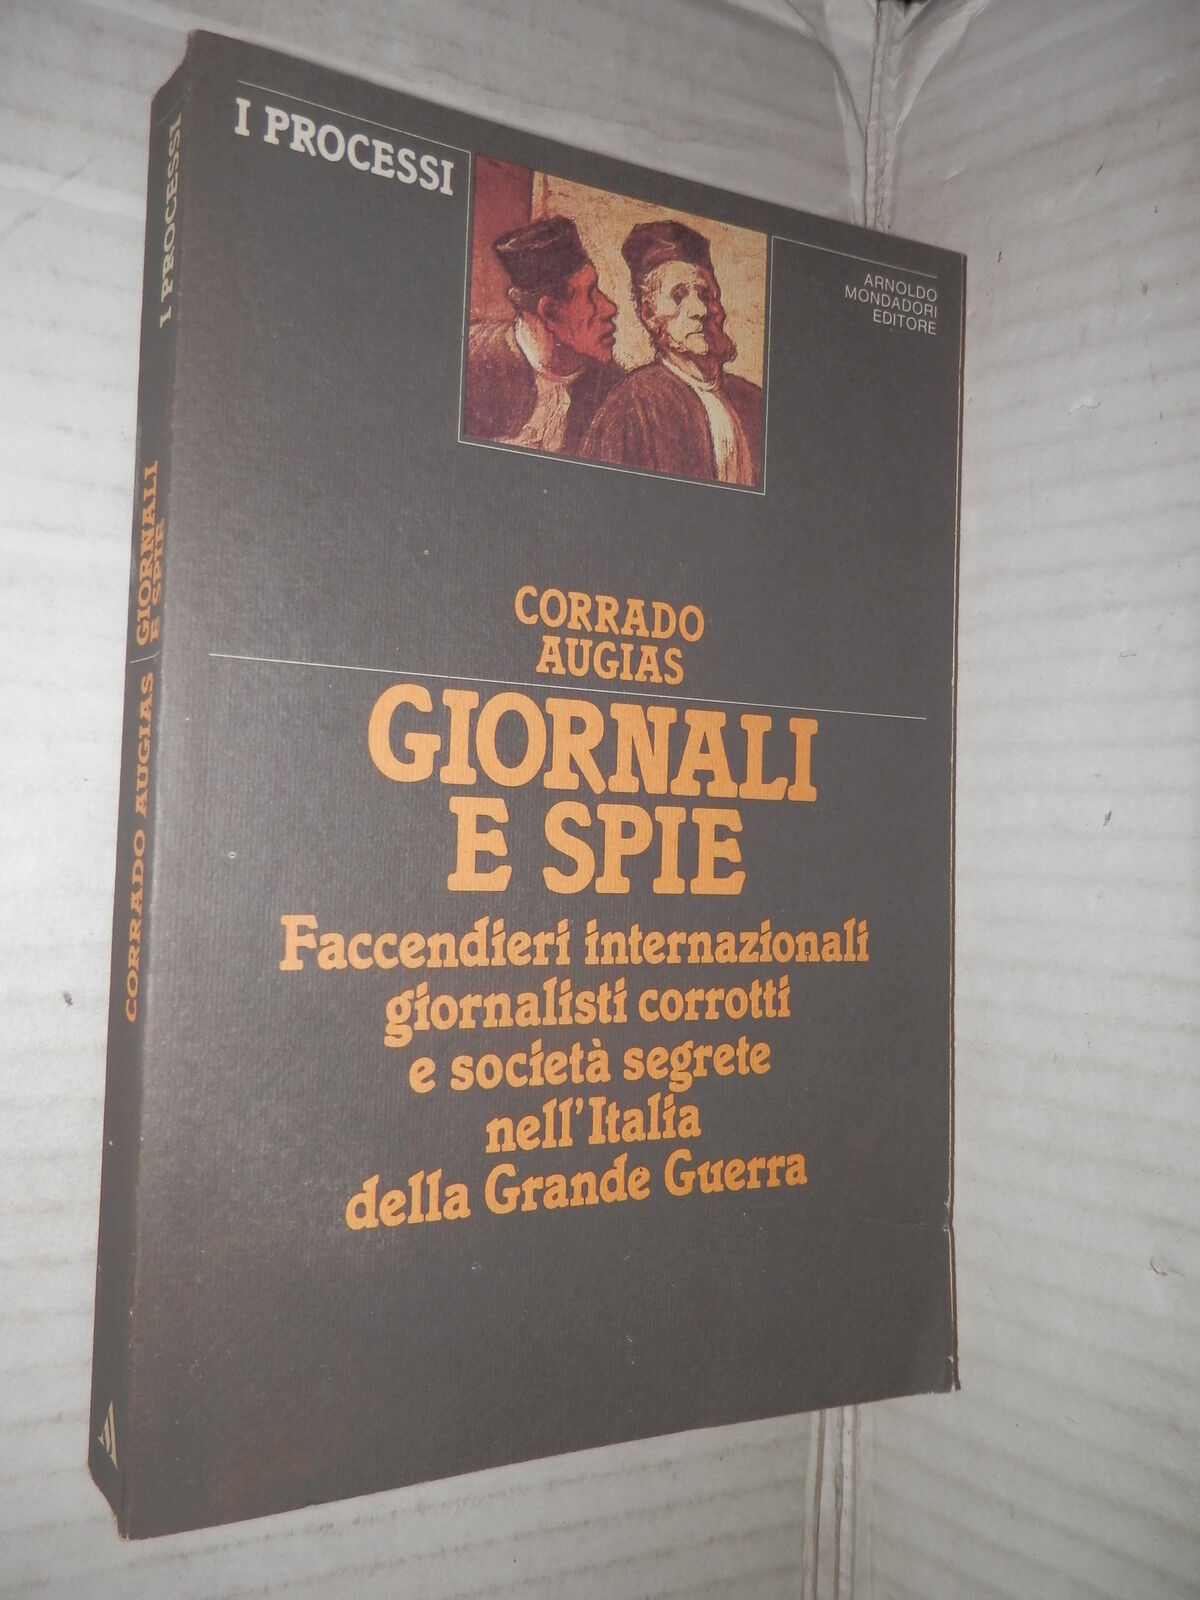 I PROCESSI
ARNOLDO
MONDADORI
EDITORE
CORRADO
AUGIAS
GIORNALI
E SPIE
Faccendieri internazionali
giornalisti corrotti
e società segrete
nell'Italia
della Grande Guerra
I PROCESSI
CORRADO AUGIAS
GIORNALI
E SPIE